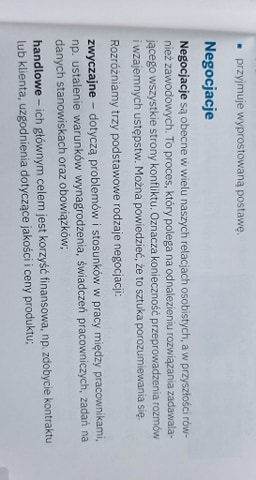 ▪ przyjmuje wyprostowaną postawę.
Negocjacje
Negocjacje są obecne w wielu naszych relacjach osobistych, a w przyszłości rów-
nież zawodowych. To proces, który polega na odnalezieniu rozwiązania zadawala-
jącego wszystkie strony konfliktu. Oznacza konieczność przeprowadzenia rozmów
i wzajemnych ustępstw. Można powiedzieć, że to sztuka porozumiewania się.
Rozróżniamy trzy podstawowe rodzaje negocjacji:
zwyczajne – dotyczą problemów i stosunków w pracy między pracownikami,
np. ustalenie warunków wynagrodzenia, świadczeń pracowniczych, zadań na
danych stanowiskach oraz obowiązków;
handlowe – ich głównym celem jest korzyść finansowa, np. zdobycie kontraktu
lub klienta, uzgodnienia dotyczące jakości i ceny produktu;